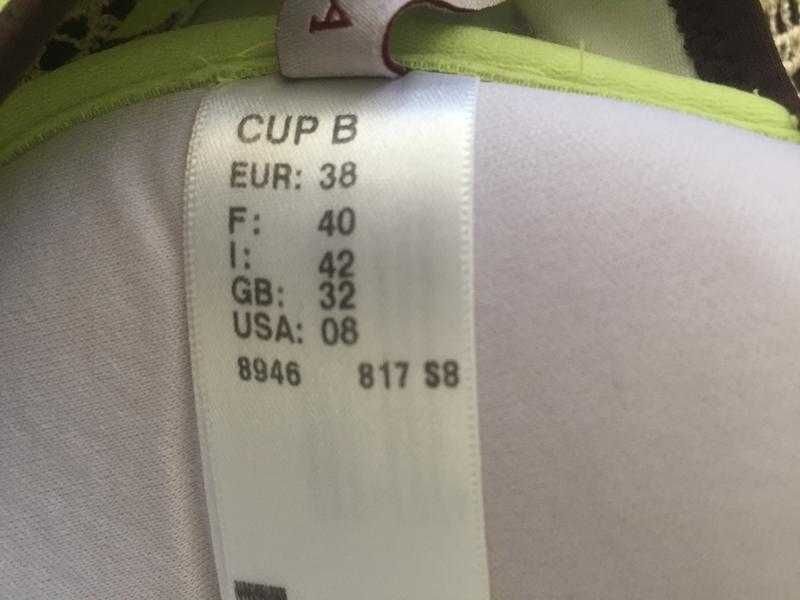 CUP B
EUR: 38
F: 40
I: 42
GB: 32
USA: 08
8946 817 S8